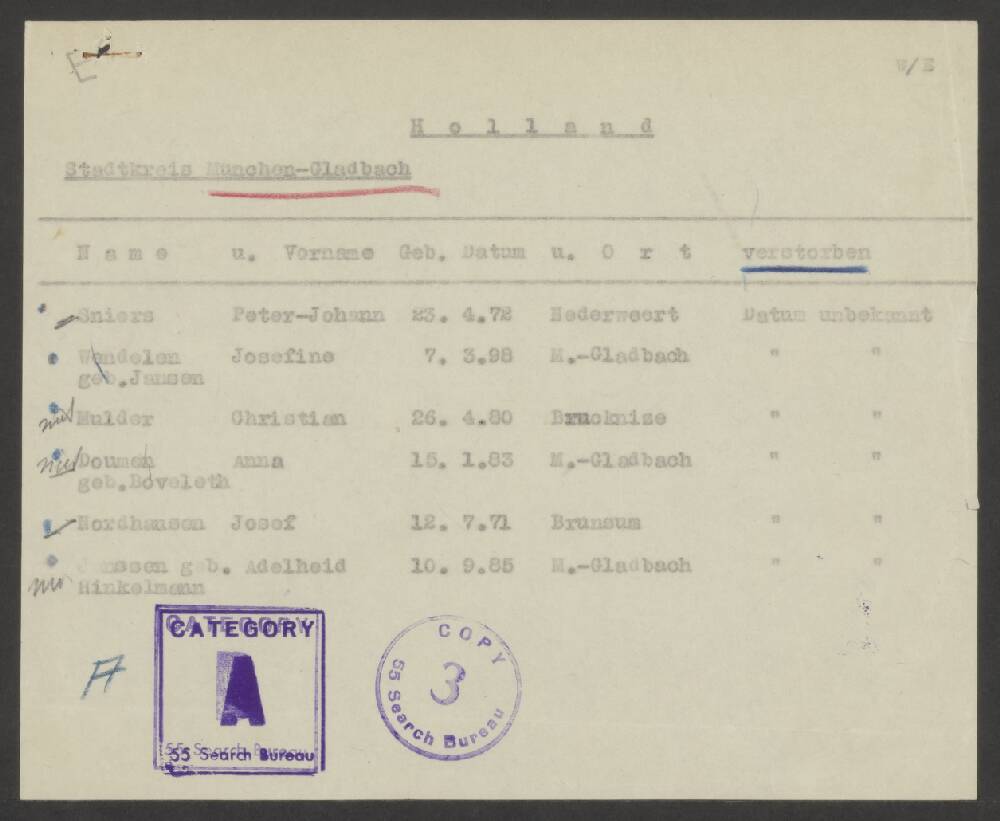 E
W/E
H o l l a n d
Stadtkreis München-Gladbach
N a m e u. Vorname Geb. Datum u. O r t verstorben
Sniers Peter-Johann 23. 4.72 Nederweert Datum unbekannt
Wendelen Josefine 7. 3.98 M.-Gladbach " "
geb.Jansen
Mulder Christian 26. 4.80 Brucknize " "
Doumen Anna 15. 1.83 M.-Gladbach " "
geb.Boveleth
Nordhausen Josef 12. 7.71 Brunsum " "
Janssen geb. Adelheid 10. 9.85 M.-Gladbach " "
Hinkelmann
CATEGORY
A
55 Search Bureau
COPY
3
55 Search Bureau
A